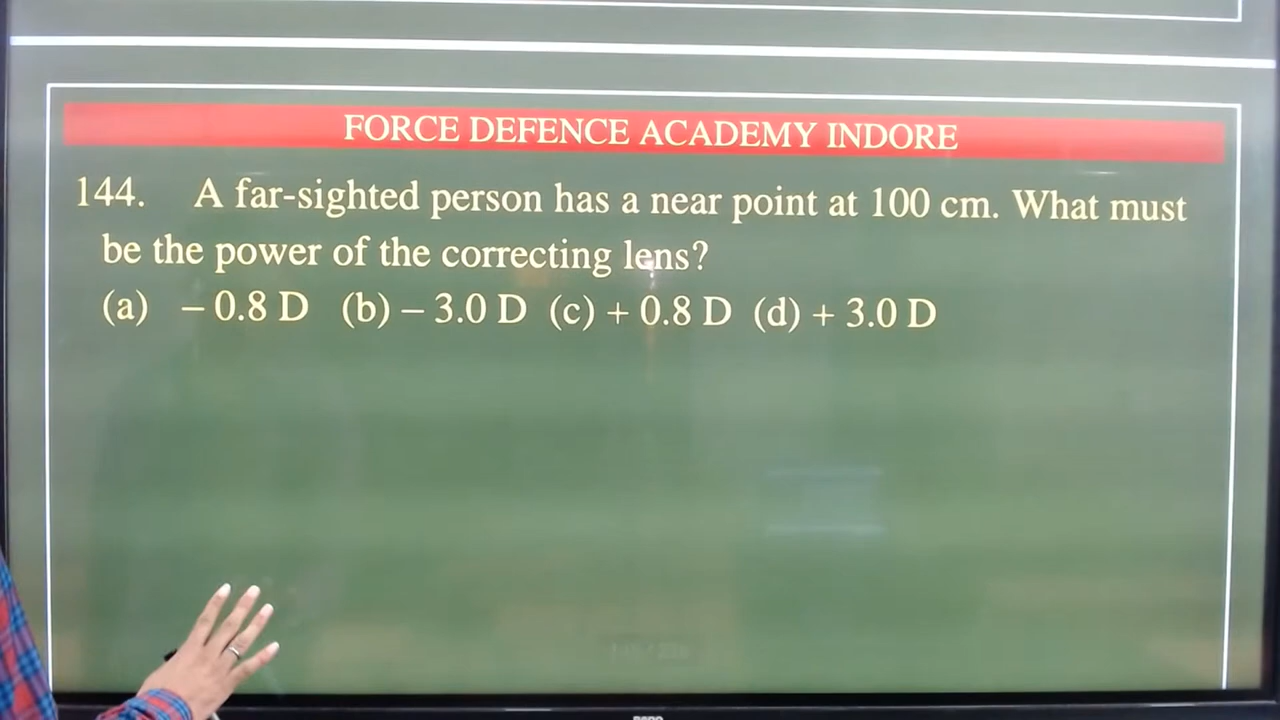 FORCE DEFENCE ACADEMY INDORE
144. A far-sighted person has a near point at 100 cm. What must
be the power of the correcting lens?
(a) – 0.8 D (b) – 3.0 D (c) + 0.8 D (d) + 3.0 D